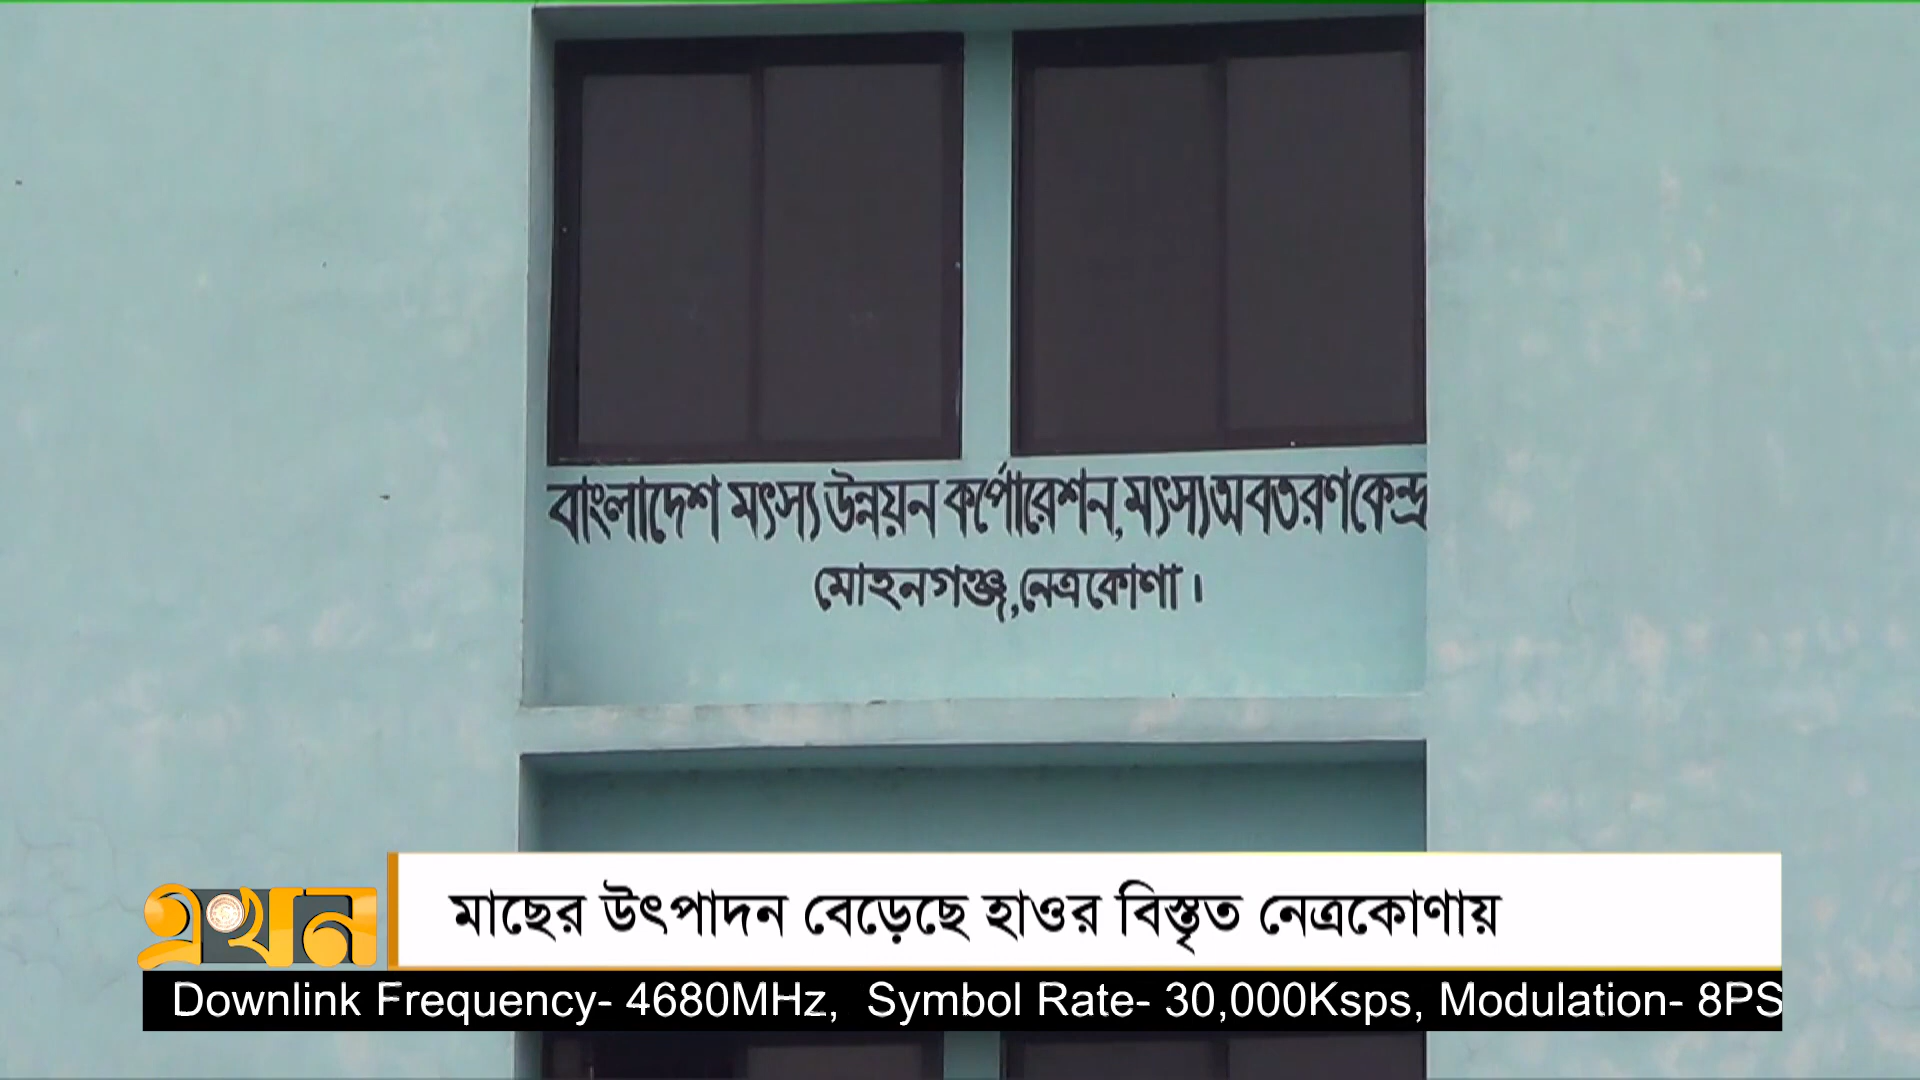 বাংলাদেশ মৎস্য উন্নয়ন কর্পোরেশন, মৎস্য অবতরণ কেন্দ্র
মোহনগঞ্জ, নেত্রকোণা।
এখন
মাছের উৎপাদন বেড়েছে হাওর বিস্তৃত নেত্রকোণায়
Downlink Frequency- 4680MHz, Symbol Rate- 30,000Ksps, Modulation- 8PS